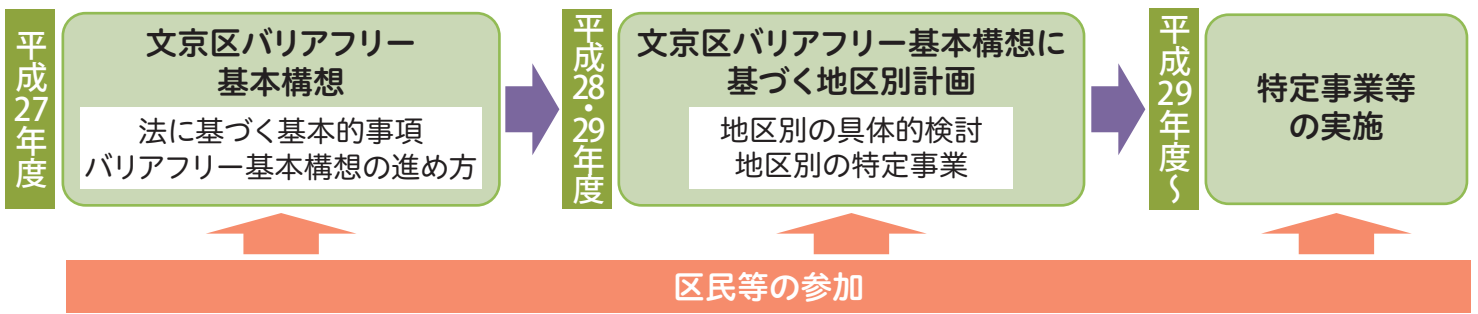 平成27年度
文京区バリアフリー
基本構想
法に基づく基本的事項
バリアフリー基本構想の進め方
平成28・29年度
文京区バリアフリー基本構想に
基づく地区別計画
地区別の具体的検討
地区別の特定事業
平成29年度～
特定事業等
の実施
区民等の参加